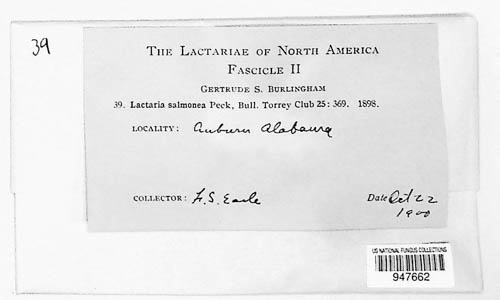 39
THE LACTARIAE OF NORTH AMERICA
FASCICLE II
GERTRUDE S. BURLINGHAM
39. Lactaria salmonea Peck, Bull. Torrey Club 25: 369. 1898.
LOCALITY: Auburn Alabama
COLLECTOR: F. S. Earle
Date Oct 22
1900
US NATIONAL FUNGUS COLLECTIONS
947662